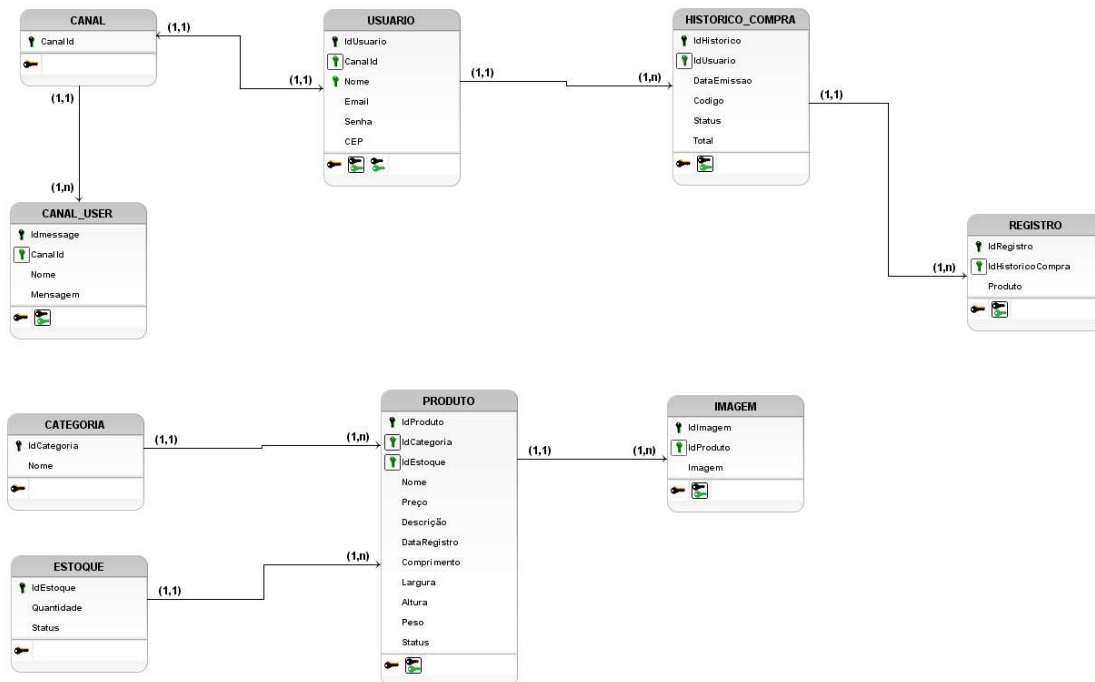 CANAL
CanalId
(1,1)
(1,1)
(1,1)
(1,n)
USUARIO
IdUsuario
CanalId
Nome
Email
Senha
CEP
(1,1)
(1,n)
HISTORICO_COMPRA
IdHistorico
IdUsuario
DataEmissao
Codigo
Status
Total
(1,1)
(1,n)
CANAL_USER
Idmessage
CanalId
Nome
Mensagem
REGISTRO
IdRegistro
IdHistoricoCompra
Produto
CATEGORIA
IdCategoria
Nome
(1,1)
(1,n)
PRODUTO
IdProduto
IdCategoria
IdEstoque
Nome
Preço
Descrição
DataRegistro
Comprimento
Largura
Altura
Peso
Status
(1,1)
(1,n)
IMAGEM
IdImagem
IdProduto
Imagem
ESTOQUE
IdEstoque
Quantidade
Status
(1,1)
(1,n)